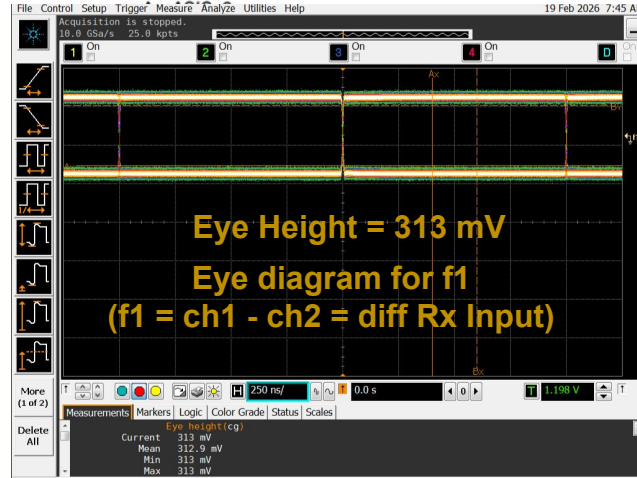 File Control Setup Trigger Measure Analyze Utilities Help 19 Feb 2026 7:45 A
Acquisition is stopped.
10.0 GSa/s 25.0 kpts
1 On 2 On 3 On 4 On D On
Ax
By
Eye Height = 313 mV
Eye diagram for f1
(f1 = ch1 - ch2 = diff Rx Input)
Bx
More
(1 of 2)
Delete
All
H 250 ns/ 0.0 s 0 T 1.198 V
Measurements Markers Logic Color Grade Status Scales
Eye height(cg)
Current 313 mV
Mean 312.9 mV
Min 313 mV
Max 313 mV